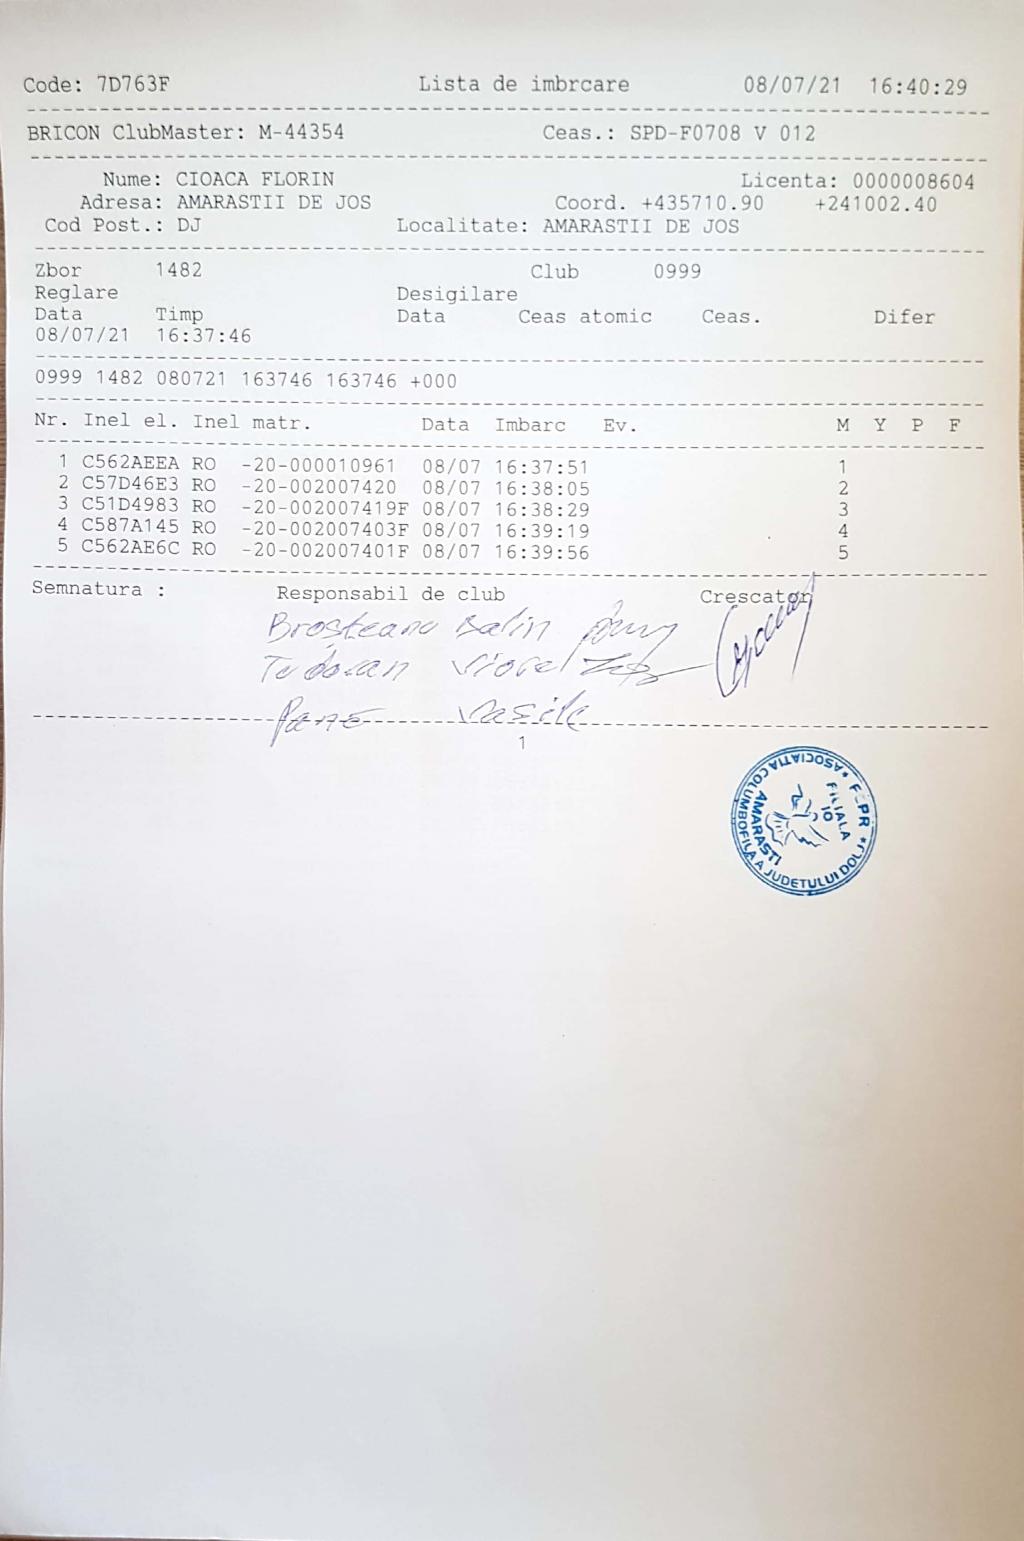 Code: 7D763F Lista de imbrcare 08/07/21 16:40:29
BRICON ClubMaster: M-44354 Ceas.: SPD-F0708 V 012
Nume: CIOACA FLORIN Licenta: 0000008604
Adresa: AMARASTII DE JOS Coord. +435710.90 +241002.40
Cod Post.: DJ Localitate: AMARASTII DE JOS
Zbor 1482 Club 0999
Reglare Desigilare
Data Timp Data Ceas atomic Ceas. Difer
08/07/21 16:37:46
0999 1482 080721 163746 163746 +000
Nr. Inel el. Inel matr. Data Imbarc Ev. M Y P F
1 C562AEEA RO -20-000010961 08/07 16:37:51 1
2 C57D46E3 RO -20-002007420 08/07 16:38:05 2
3 C51D4983 RO -20-002007419F 08/07 16:38:29 3
4 C587A145 RO -20-002007403F 08/07 16:39:19 4
5 C562AE6C RO -20-002007401F 08/07 16:39:56 5
Semnatura : Responsabil de club Crescator
Broșteanu Dalin
Tudoran Viorel
Pană Vasile
1
ASOCIATIA COLUMBOFILA A JUDETULUI DOLJ
FILIALA
10
AMARASTI